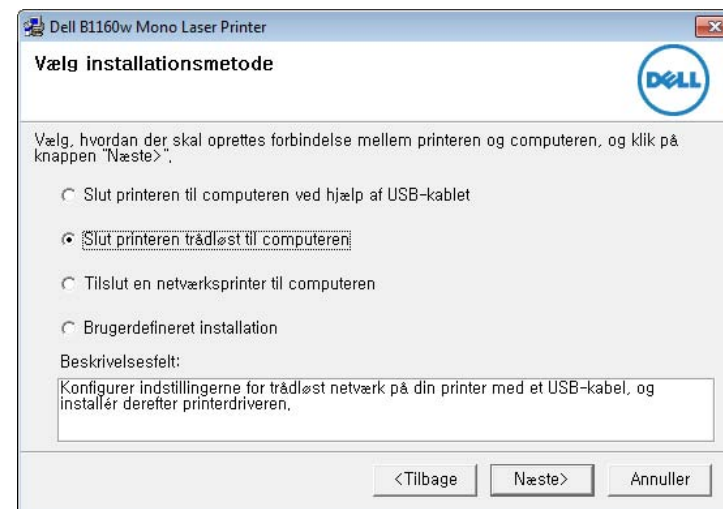 Dell B1160w Mono Laser Printer
Vælg installationsmetode
DELL
Vælg, hvordan der skal oprettes forbindelse mellem printeren og computeren, og klik på
knappen "Næste>".
Slut printeren til computeren ved hjælp af USB-kablet
Slut printeren trådløst til computeren
Tilslut en netværksprinter til computeren
Brugerdefineret installation
Beskrivelsesfelt:
Konfigurer indstillingerne for trådløst netværk på din printer med et USB-kabel, og
installér derefter printerdriveren.
<Tilbage
Næste>
Annuller